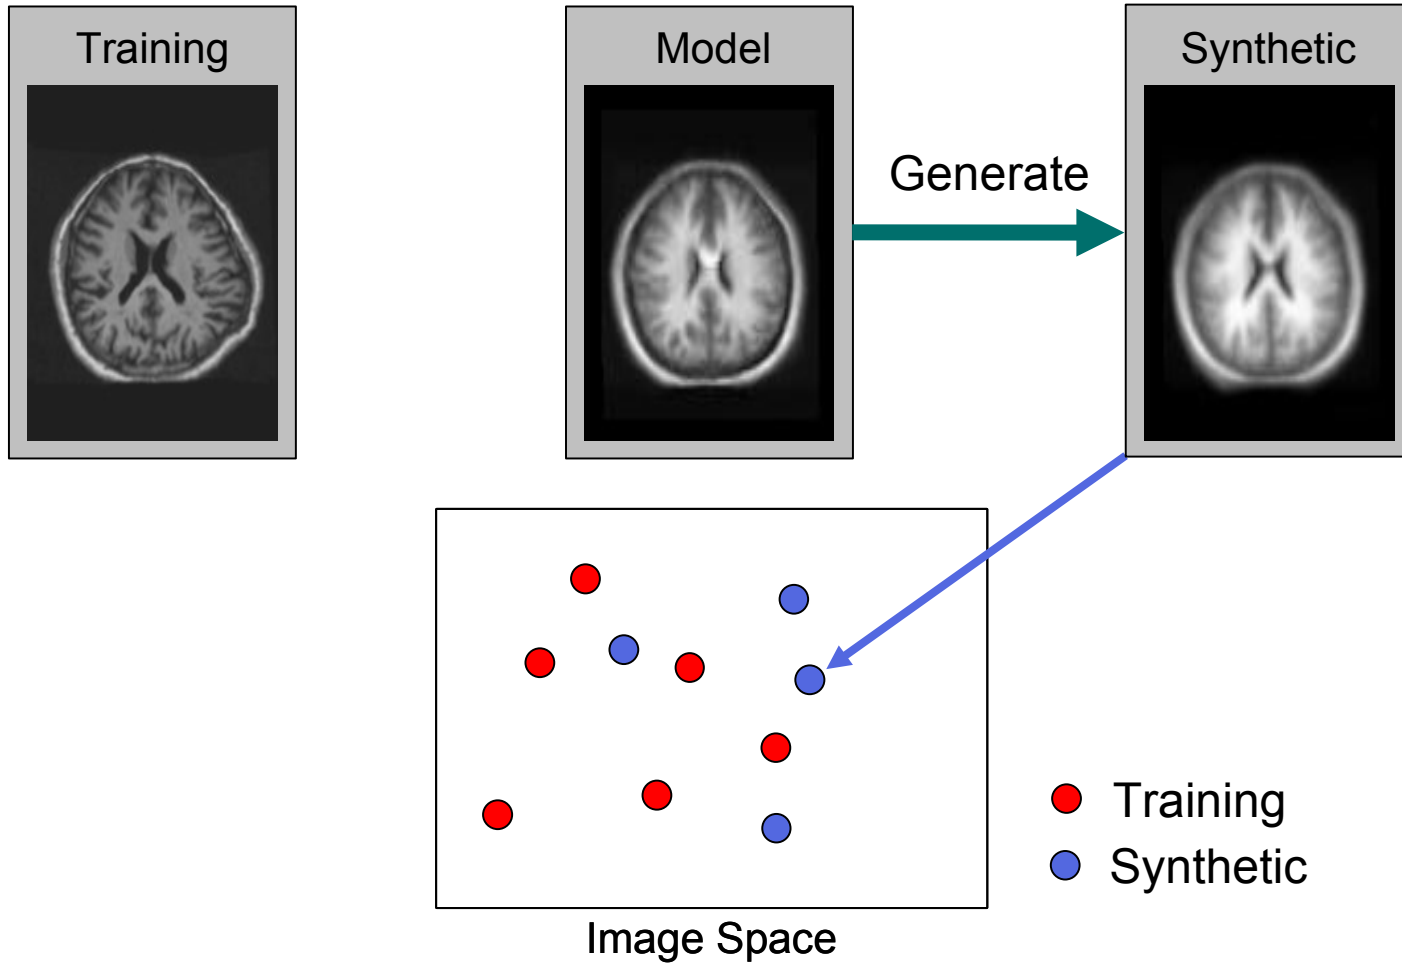 Training
Model
Synthetic
Generate
Training
Synthetic
Image Space